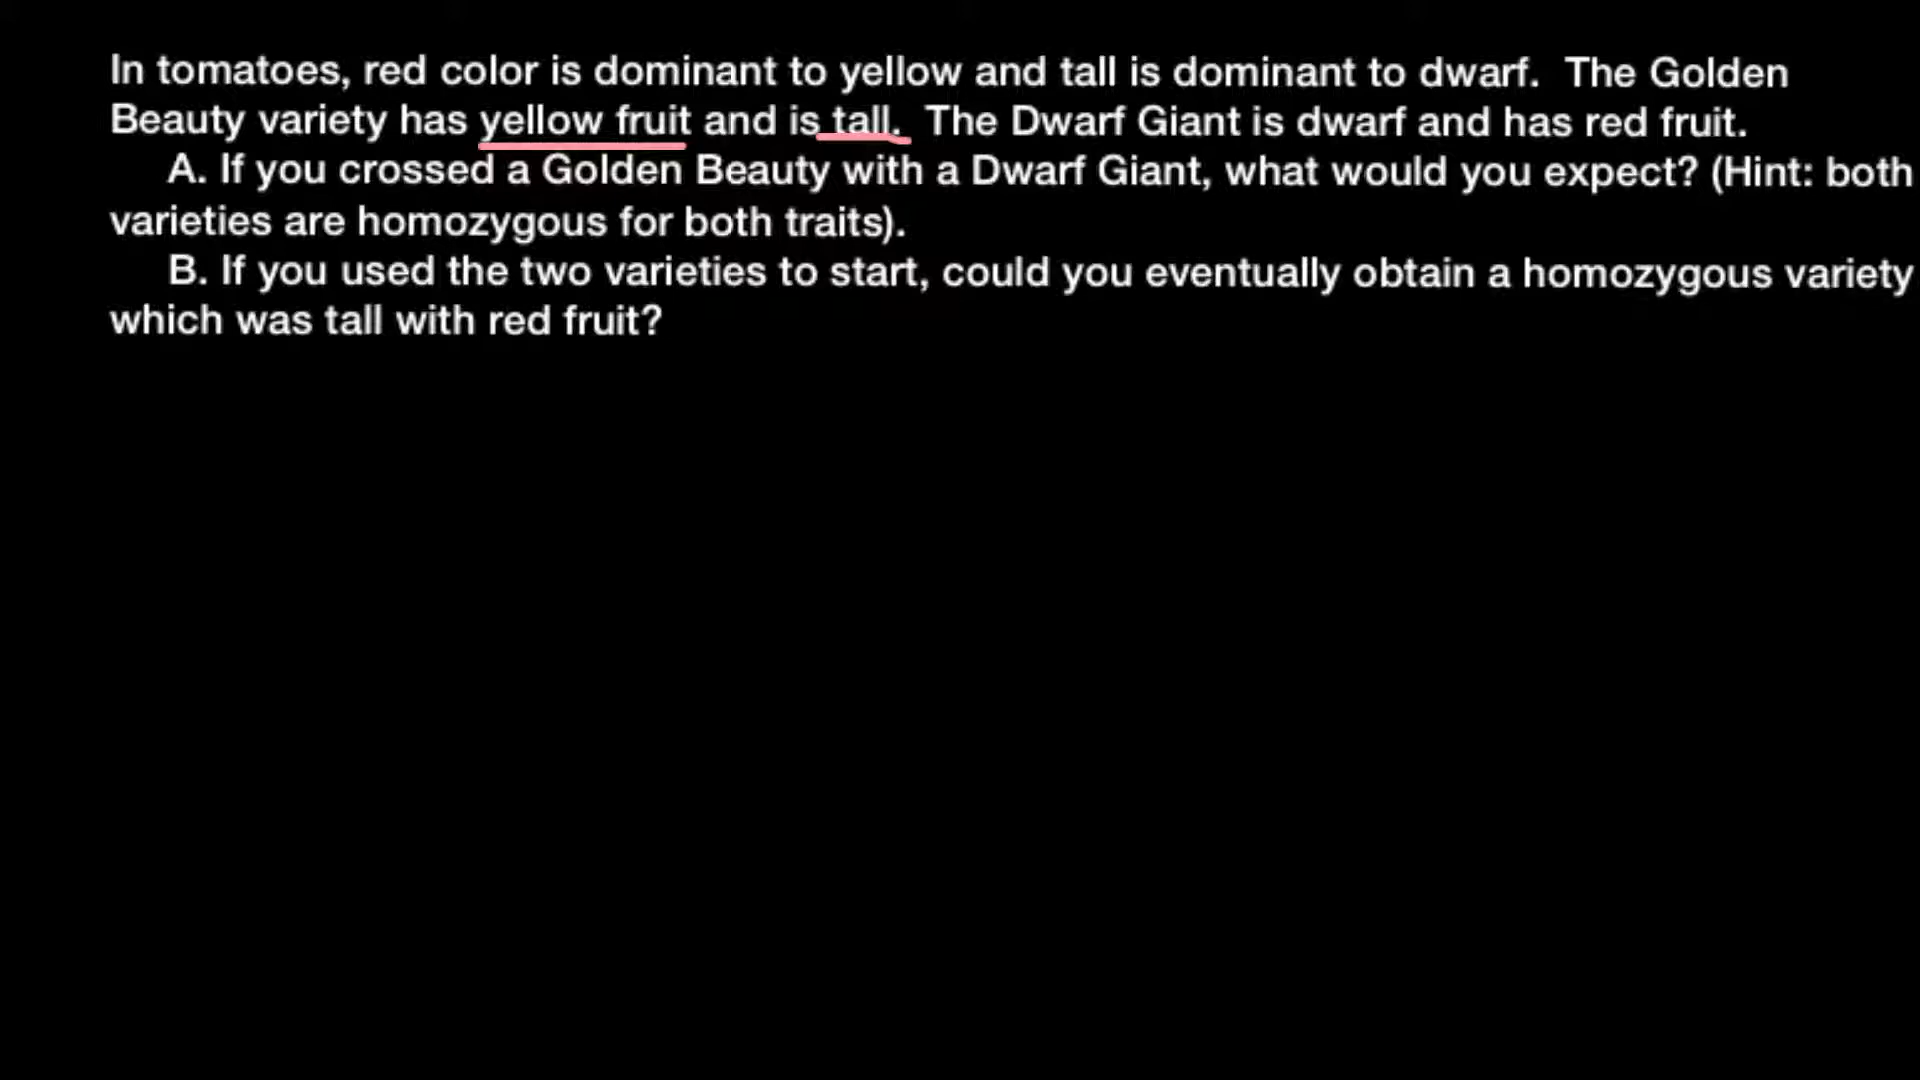 In tomatoes, red color is dominant to yellow and tall is dominant to dwarf. The Golden
Beauty variety has yellow fruit and is tall. The Dwarf Giant is dwarf and has red fruit.
A. If you crossed a Golden Beauty with a Dwarf Giant, what would you expect? (Hint: both
varieties are homozygous for both traits).
B. If you used the two varieties to start, could you eventually obtain a homozygous variety
which was tall with red fruit?